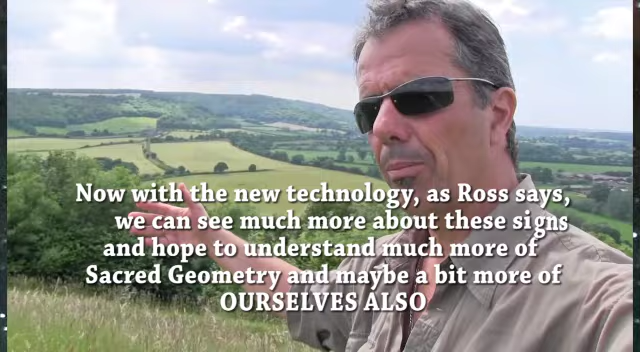 Now with the new technology, as Ross says,
we can see much more about these signs
and hope to understand much more of
Sacred Geometry and maybe a bit more of
OURSELVES ALSO